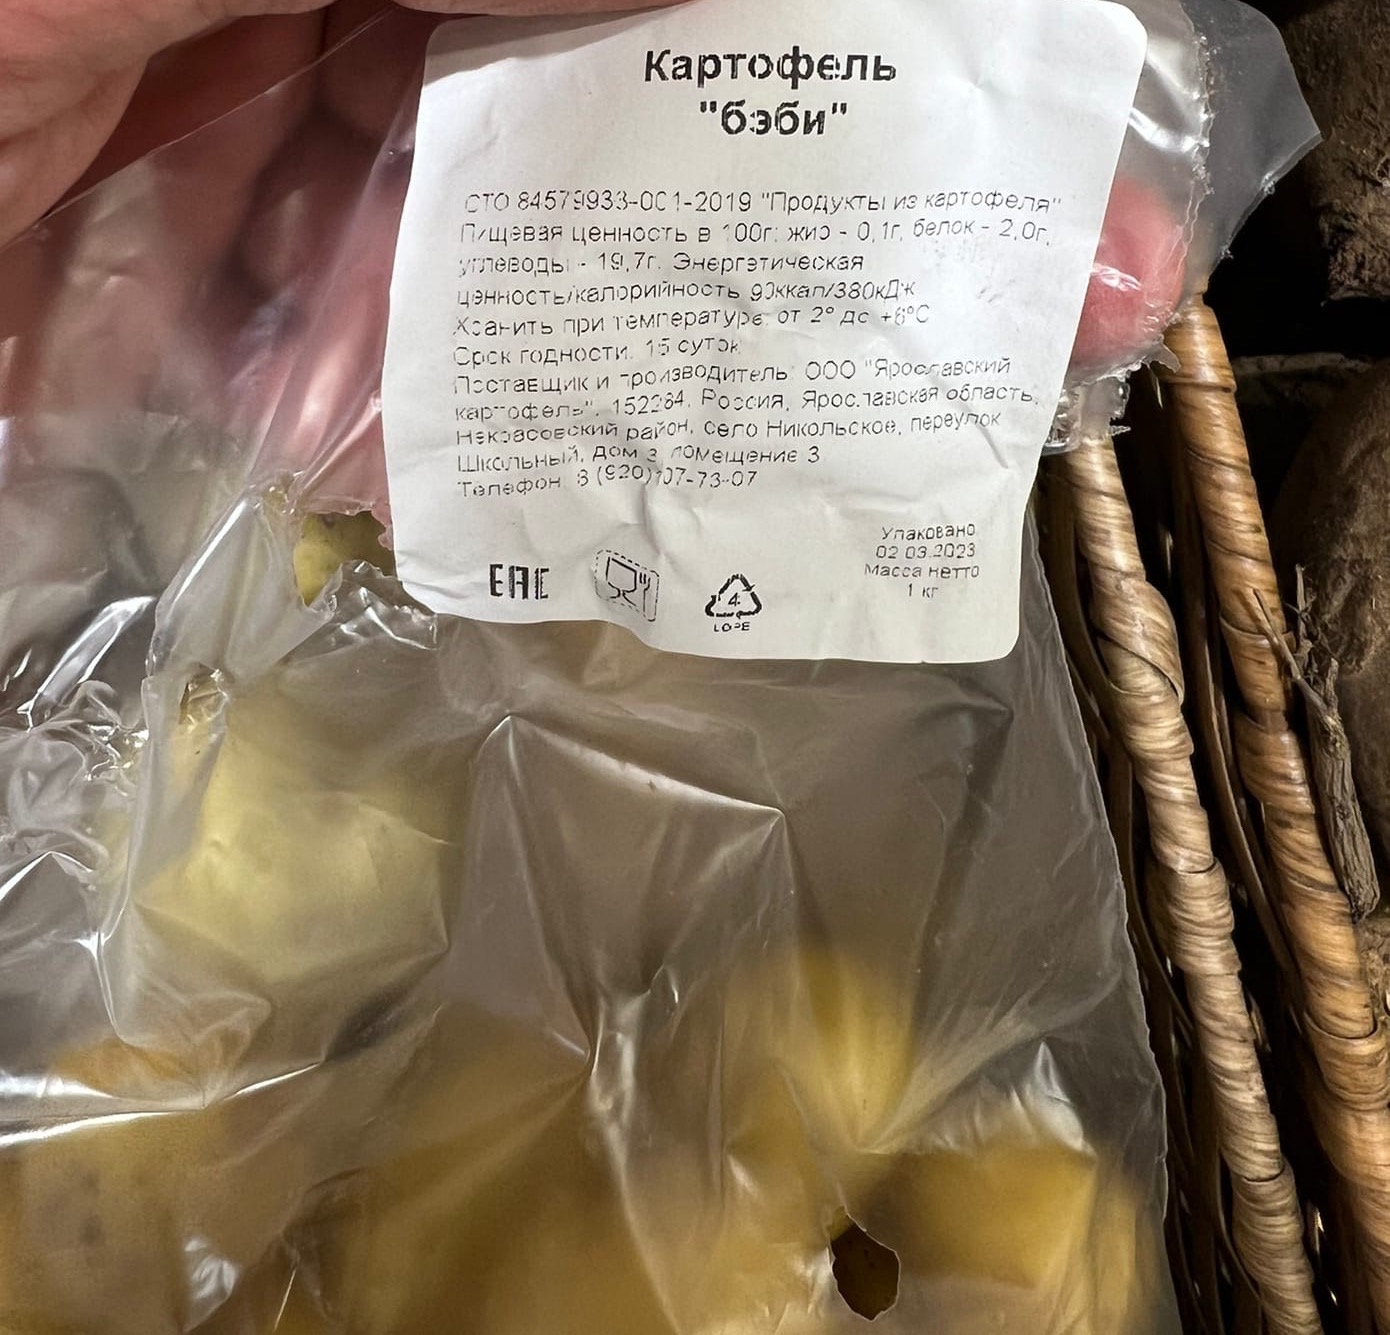 Картофель
"бэби"
СТО 84579933-001-2019 "Продукты из картофеля"
Пищевая ценность в 100г: жир - 0,1г, белок - 2,0г,
углеводы - 19,7г. Энергетическая
ценность/калорийность 90ккал/380кДж
Хранить при температуре: от 2° до +6°С
Срок годности: 15 суток
Поставщик и производитель: ООО "Ярославский
картофель", 152264, Россия, Ярославская область,
Некрасовский район, село Никольское, переулок
Школьный, дом 3 помещение 3
Телефон: 8 (920)107-73-07
Упаковано
02.03.2023
Масса нетто
1 кг
ЕАС
4
LDPE